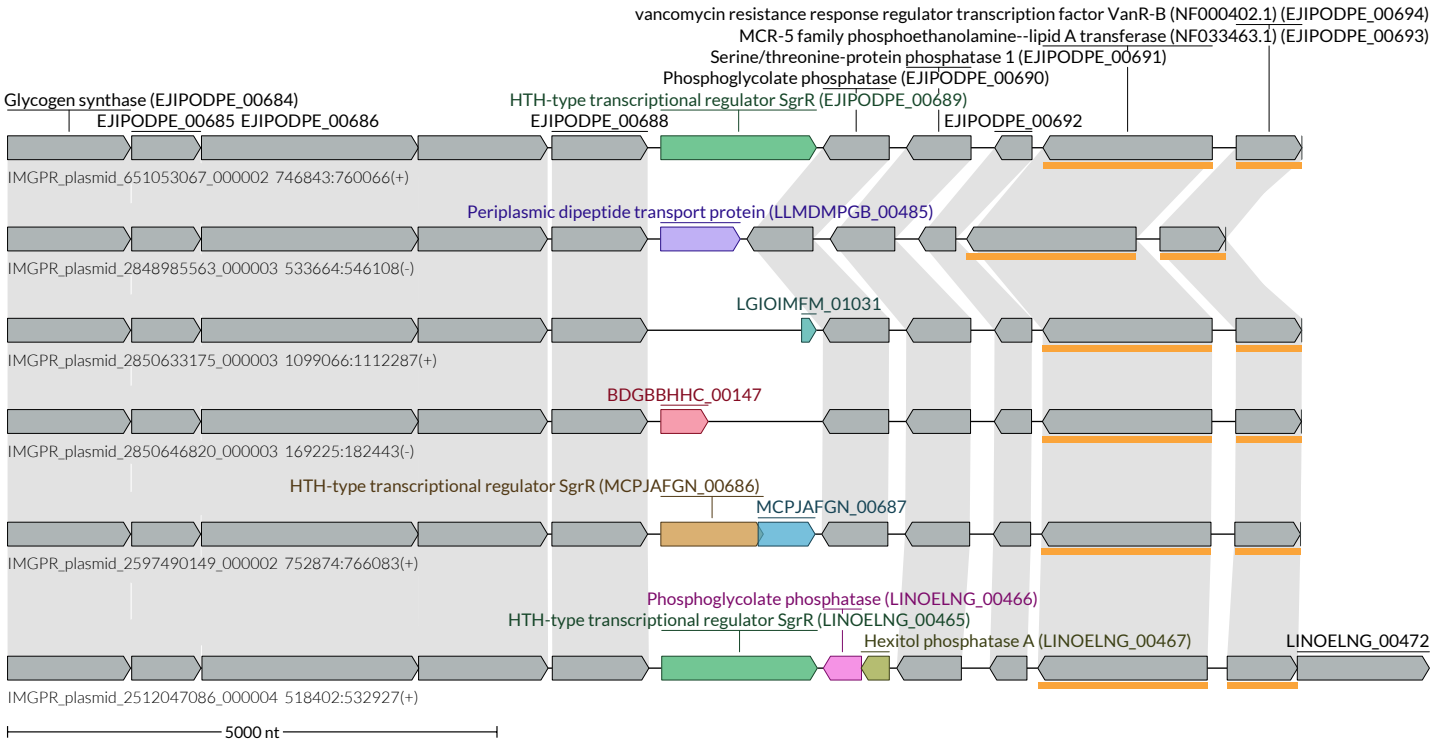 vancomycin resistance response regulator transcription factor VanR-B (NF000402.1) (EJIPODPE_00694)
MCR-5 family phosphoethanolamine--lipid A transferase (NF033463.1) (EJIPODPE_00693)
Serine/threonine-protein phosphatase 1 (EJIPODPE_00691)
Phosphoglycolate phosphatase (EJIPODPE_00690)
Glycogen synthase (EJIPODPE_00684) HTH-type transcriptional regulator SgrR (EJIPODPE_00689)
EJIPODPE_00685 EJIPODPE_00686 EJIPODPE_00688 EJIPODPE_00692
IMGPR_plasmid_651053067_000002 746843:760066(+)
Periplasmic dipeptide transport protein (LLMDMPGB_00485)
IMGPR_plasmid_2848985563_000003 533664:546108(-)
LGIOIMFM_01031
IMGPR_plasmid_2850633175_000003 1099066:1112287(+)
BDGBBHHC_00147
IMGPR_plasmid_2850646820_000003 169225:182443(-)
HTH-type transcriptional regulator SgrR (MCPJAFGN_00686)
MCPJAFGN_00687
IMGPR_plasmid_2597490149_000002 752874:766083(+)
Phosphoglycolate phosphatase (LINOELNG_00466)
HTH-type transcriptional regulator SgrR (LINOELNG_00465)
Hexitol phosphatase A (LINOELNG_00467) LINOELNG_00472
IMGPR_plasmid_2512047086_000004 518402:532927(+)
5000 nt